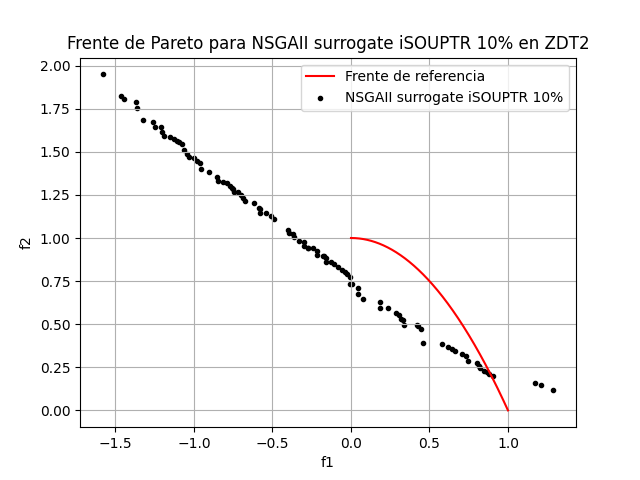 Frente de Pareto para NSGAII surrogate iSOUPTR 10% en ZDT2
Frente de referencia
NSGAII surrogate iSOUPTR 10%
f2
2.00
1.75
1.50
1.25
1.00
0.75
0.50
0.25
0.00
−1.5 −1.0 −0.5 0.0 0.5 1.0
f1